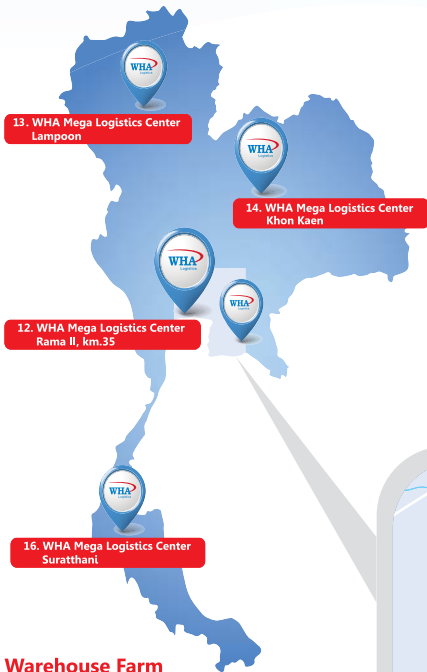 WHA
Logistics
13. WHA Mega Logistics Center
Lampoon
WHA
Logistics
14. WHA Mega Logistics Center
Khon Kaen
WHA
Logistics
WHA
Logistics
12. WHA Mega Logistics Center
Rama II, km.35
WHA
Logistics
16. WHA Mega Logistics Center
Suratthani
Warehouse Farm